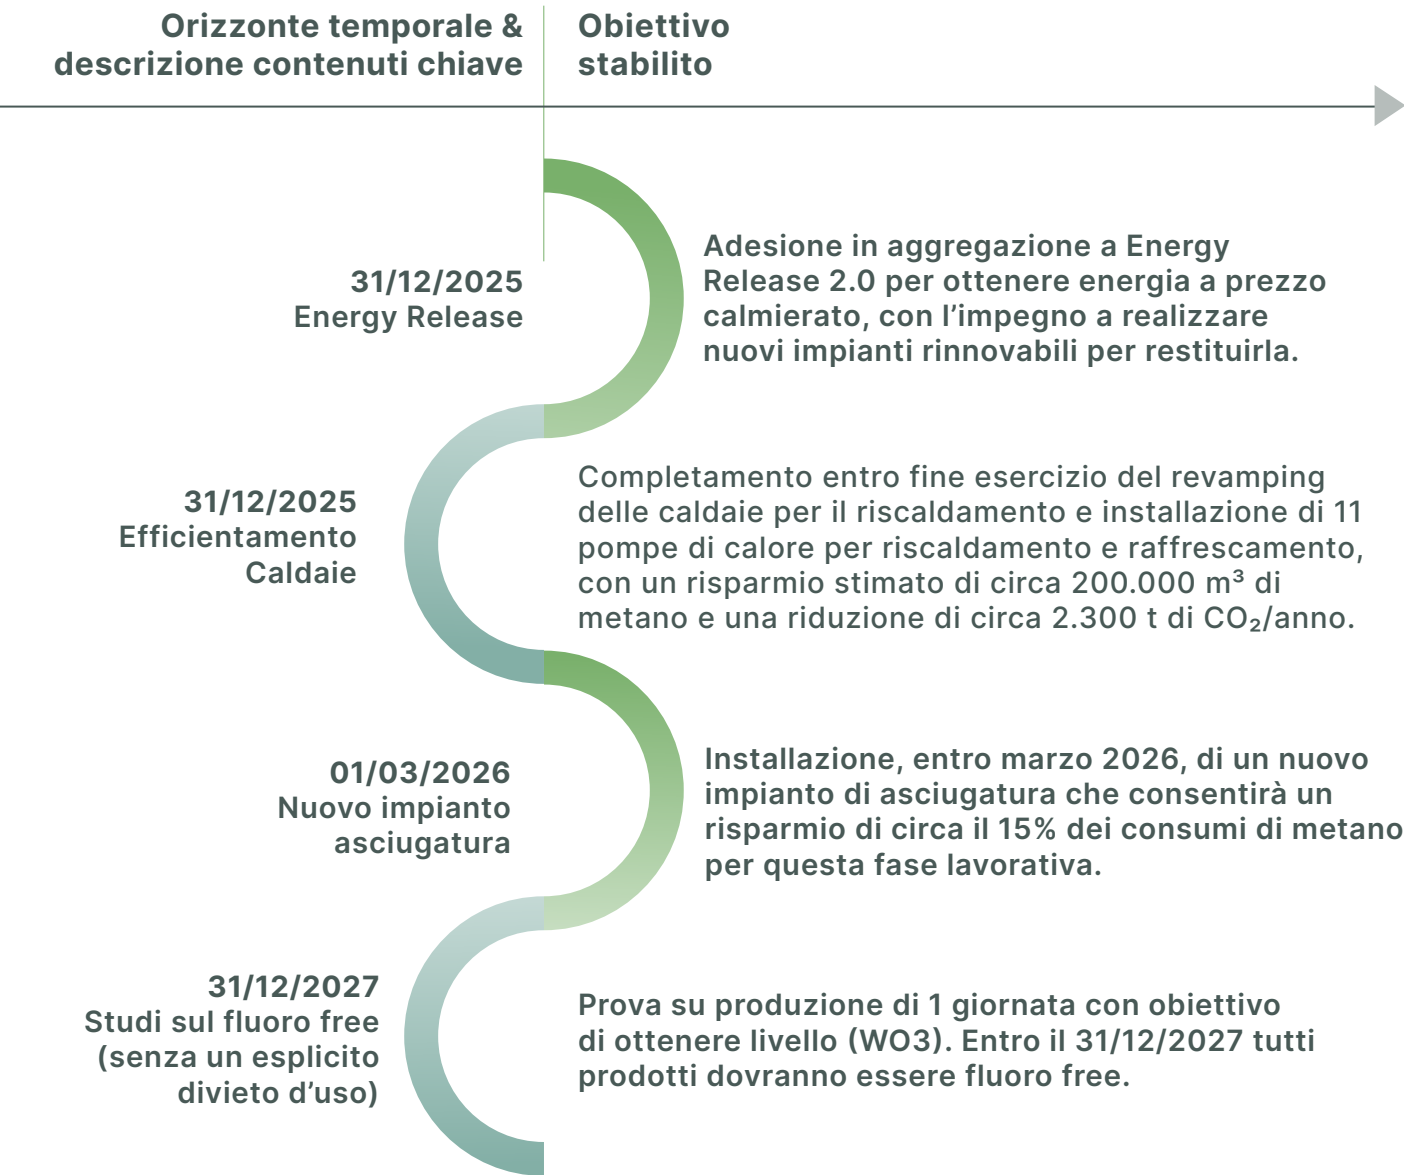 Orizzonte temporale &
descrizione contenuti chiave
Obiettivo
stabilito
31/12/2025
Energy Release
Adesione in aggregazione a Energy
Release 2.0 per ottenere energia a prezzo
calmierato, con l’impegno a realizzare
nuovi impianti rinnovabili per restituirla.
31/12/2025
Efficientamento
Caldaie
Completamento entro fine esercizio del revamping
delle caldaie per il riscaldamento e installazione di 11
pompe di calore per riscaldamento e raffrescamento,
con un risparmio stimato di circa 200.000 m³ di
metano e una riduzione di circa 2.300 t di CO₂/anno.
01/03/2026
Nuovo impianto
asciugatura
Installazione, entro marzo 2026, di un nuovo
impianto di asciugatura che consentirà un
risparmio di circa il 15% dei consumi di metano
per questa fase lavorativa.
31/12/2027
Studi sul fluoro free
(senza un esplicito
divieto d’uso)
Prova su produzione di 1 giornata con obiettivo
di ottenere livello (WO3). Entro il 31/12/2027 tutti
prodotti dovranno essere fluoro free.